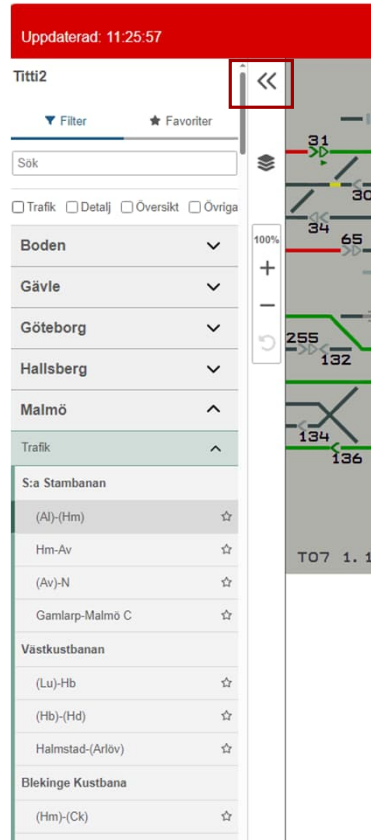 Uppdaterad: 11:25:57
Titti2
Filter
Favoriter
Sök
Trafik Detalj Översikt Övriga
Boden
Gävle
Göteborg
Hallsberg
Malmö
Trafik
S:a Stambanan
(Al)-(Hm)
Hm-Av
(Av)-N
Gamlarp-Malmö C
Västkustbanan
(Lu)-Hb
(Hb)-(Hd)
Halmstad-(Arlöv)
Blekinge Kustbana
(Hm)-(Ck)
100%
31
30
34
65
255
132
134
136
T07 1.1